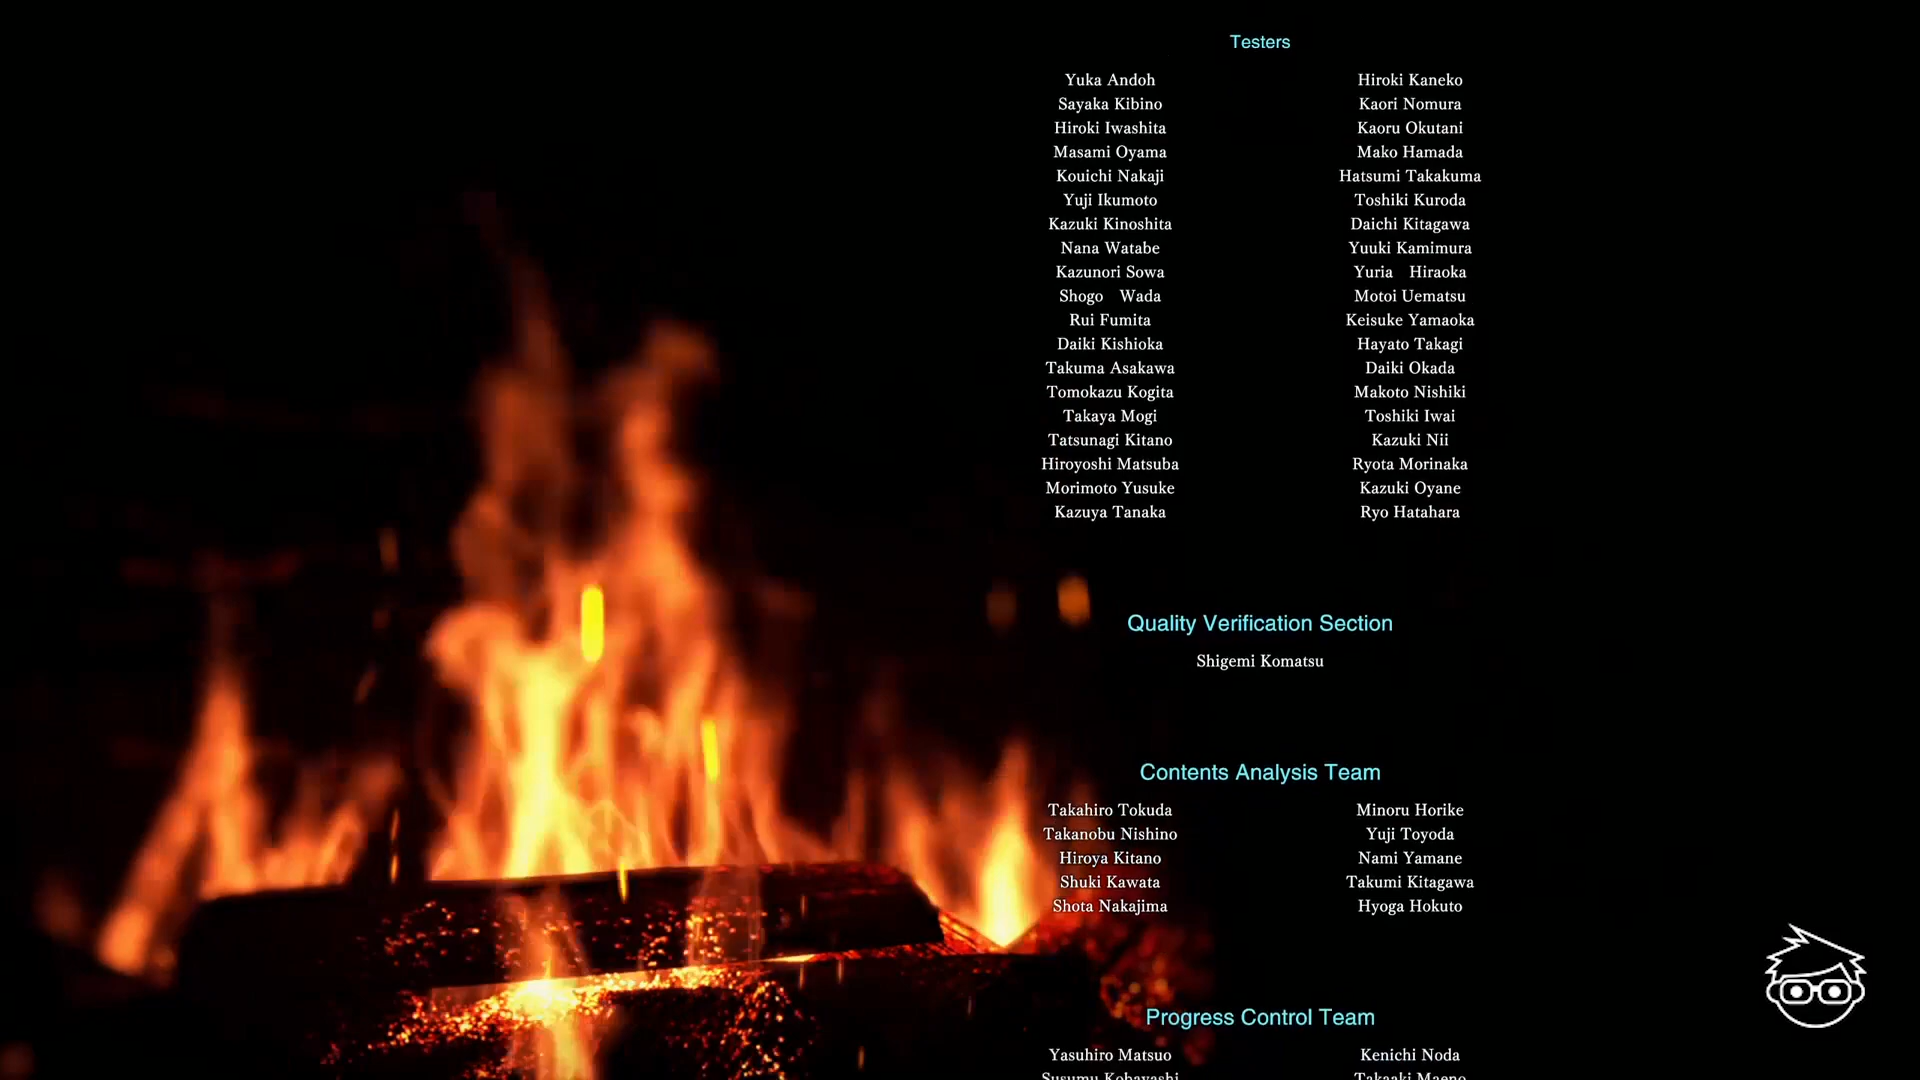 Testers
Yuka Andoh Hiroki Kaneko
Sayaka Kibino Kaori Nomura
Hiroki Iwashita Kaoru Okutani
Masami Oyama Mako Hamada
Kouichi Nakaji Hatsumi Takakuma
Yuji Ikumoto Toshiki Kuroda
Kazuki Kinoshita Daichi Kitagawa
Nana Watabe Yuuki Kamimura
Kazunori Sowa Yuria Hiraoka
Shogo Wada Motoi Uematsu
Rui Fumita Keisuke Yamaoka
Daiki Kishioka Hayato Takagi
Takuma Asakawa Daiki Okada
Tomokazu Kogita Makoto Nishiki
Takaya Mogi Toshiki Iwai
Tatsunagi Kitano Kazuki Nii
Hiroyoshi Matsuba Ryota Morinaka
Morimoto Yusuke Kazuki Oyane
Kazuya Tanaka Ryo Hatahara
Quality Verification Section
Shigemi Komatsu
Contents Analysis Team
Takahiro Tokuda Minoru Horike
Takanobu Nishino Yuji Toyoda
Hiroya Kitano Nami Yamane
Shuki Kawata Takumi Kitagawa
Shota Nakajima Hyoga Hokuto
Progress Control Team
Yasuhiro Matsuo Kenichi Noda
Susumu Kobayashi Takaaki Maeno